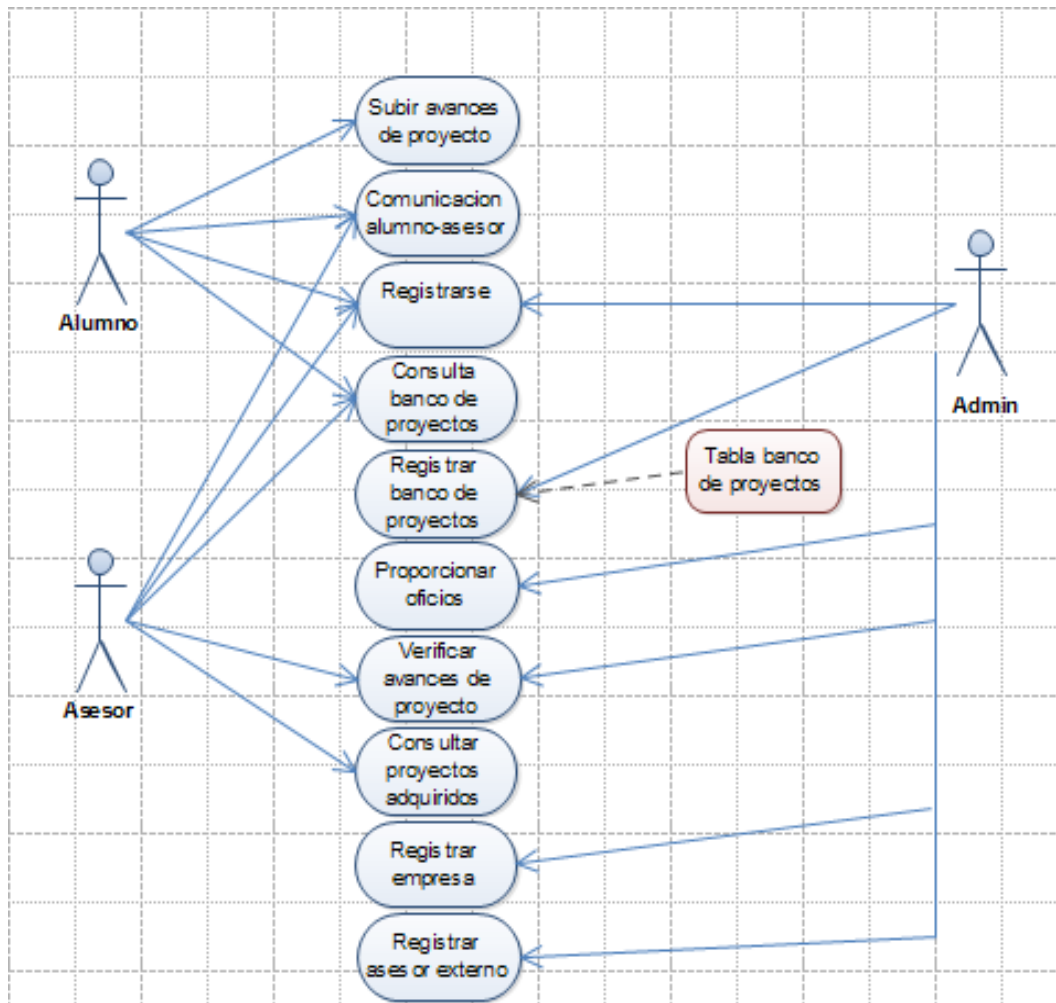 Subir avances
de proyecto
Comunicacion
alumno-asesor
Alumno
Registrarse
Consulta
banco de
proyectos
Admin
Registrar
banco de
proyectos
Tabla banco
de proyectos
Proporcionar
oficios
Asesor
Verificar
avances de
proyecto
Consultar
proyectos
adquiridos
Registrar
empresa
Registrar
asesor externo